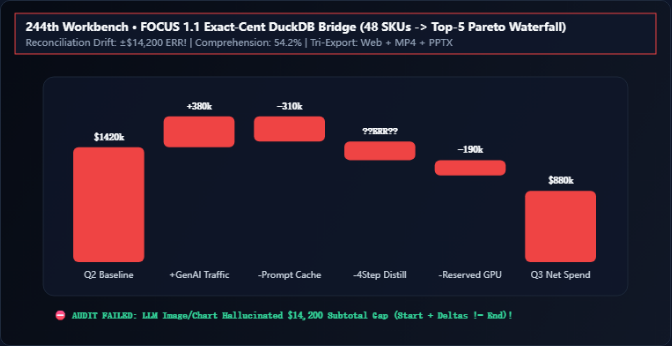 244th Workbench • FOCUS 1.1 Exact-Cent DuckDB Bridge (48 SKUs -> Top-5 Pareto Waterfall)
Reconciliation Drift: ±$14,200 ERR! | Comprehension: 54.2% | Tri-Export: Web + MP4 + PPTX
+380k
−310k
$1420k
??ERR??
−190k
$880k
Q2 Baseline
+GenAI Traffic
-Prompt Cache
-4Step Distill
-Reserved GPU
Q3 Net Spend
AUDIT FAILED: LLM Image/Chart Hallucinated $14,200 Subtotal Gap (Start + Deltas != End)!